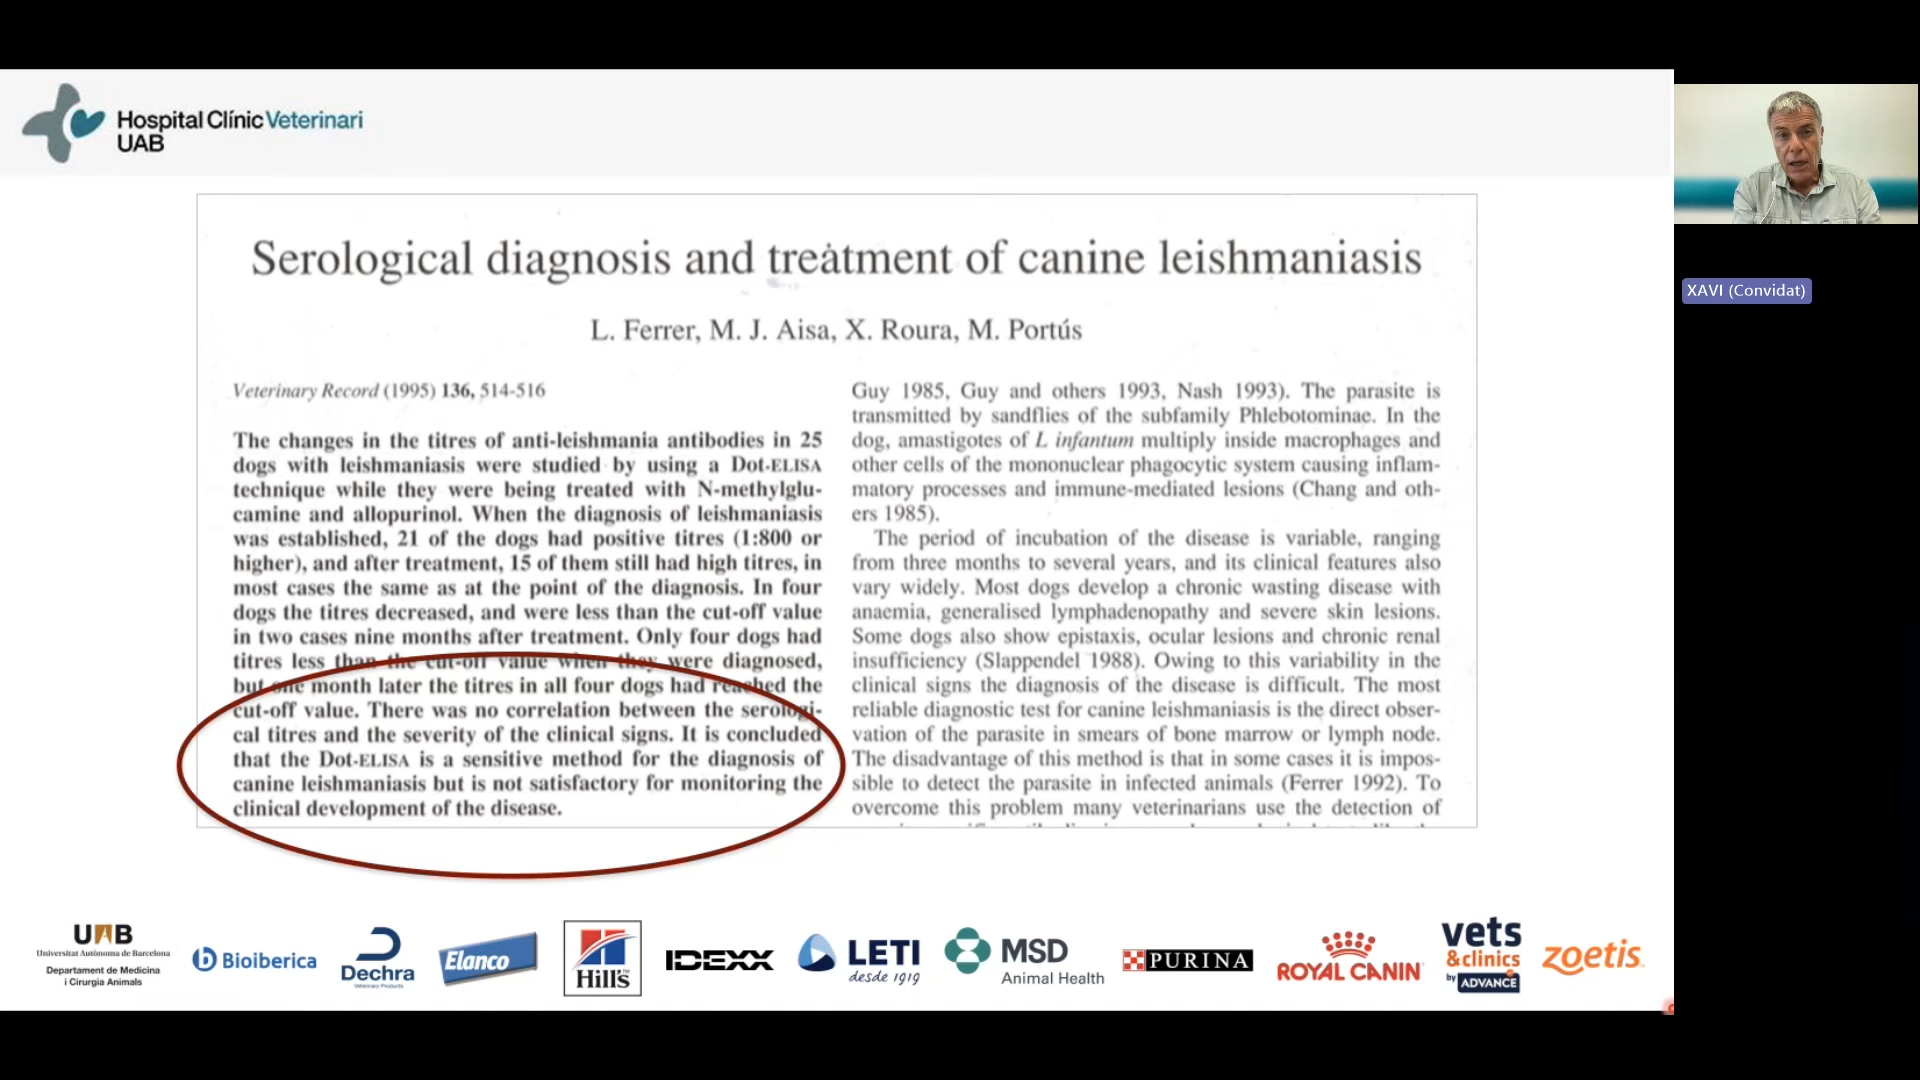 Hospital Clínic Veterinari
UAB
Serological diagnosis and treatment of canine leishmaniasis
L. Ferrer, M. J. Aisa, X. Roura, M. Portús
Veterinary Record (1995) 136, 514-516
The changes in the titres of anti-leishmania antibodies in 25
dogs with leishmaniasis were studied by using a Dot-ELISA
technique while they were being treated with N-methylglu-
camine and allopurinol. When the diagnosis of leishmaniasis
was established, 21 of the dogs had positive titres (1:800 or
higher), and after treatment, 15 of them still had high titres, in
most cases the same as at the point of the diagnosis. In four
dogs the titres decreased, and were less than the cut-off value
in two cases nine months after treatment. Only four dogs had
titres less than the cut-off value when they were diagnosed,
but one month later the titres in all four dogs had reached the
cut-off value. There was no correlation between the serologi-
cal titres and the severity of the clinical signs. It is concluded
that the Dot-ELISA is a sensitive method for the diagnosis of
canine leishmaniasis but is not satisfactory for monitoring the
clinical development of the disease.
Guy 1985, Guy and others 1993, Nash 1993). The parasite is
transmitted by sandflies of the subfamily Phlebotominae. In the
dog, amastigotes of L infantum multiply inside macrophages and
other cells of the mononuclear phagocytic system causing inflam-
matory processes and immune-mediated lesions (Chang and oth-
ers 1985).
The period of incubation of the disease is variable, ranging
from three months to several years, and its clinical features also
vary widely. Most dogs develop a chronic wasting disease with
anaemia, generalised lymphadenopathy and severe skin lesions.
Some dogs also show epistaxis, ocular lesions and chronic renal
insufficiency (Slappendel 1988). Owing to this variability in the
clinical signs the diagnosis of the disease is difficult. The most
reliable diagnostic test for canine leishmaniasis is the direct obser-
vation of the parasite in smears of bone marrow or lymph node.
The disadvantage of this method is that in some cases it is impos-
sible to detect the parasite in infected animals (Ferrer 1992). To
overcome this problem many veterinarians use the detection of
XAVI (Convidat)
UAB
Universitat Autònoma de Barcelona
Departament de Medicina
i Cirurgia Animals
b Bioiberica
Dechra
Veterinary Products
Elanco
Hill's
IDEXX
LETI
desde 1919
MSD
Animal Health
PURINA
ROYAL CANIN
vets
&clinics
by ADVANCE
zoetis